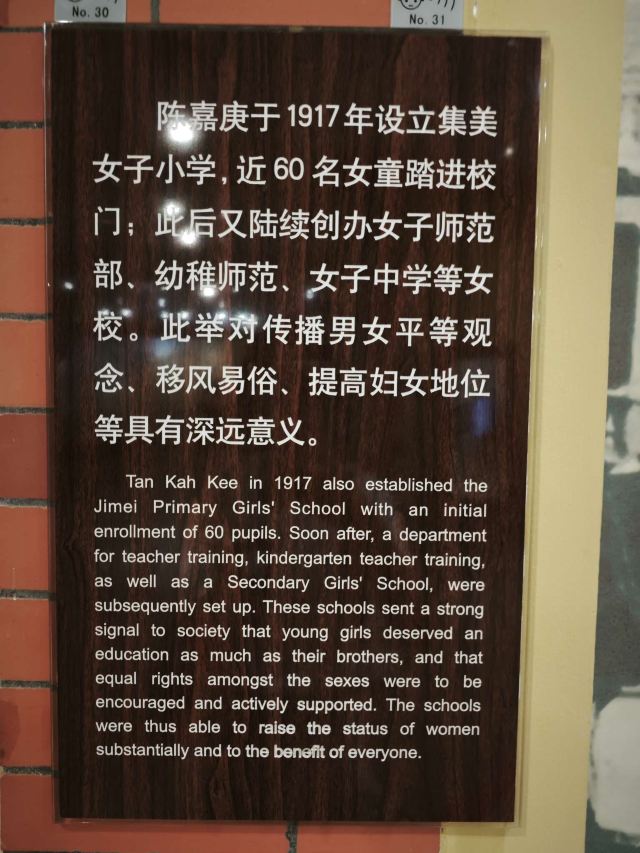 No. 30
No. 31
陈嘉庚于1917年设立集美
女子小学，近60名女童踏进校
门；此后又陆续创办女子师范
部、幼稚师范、女子中学等女
校。此举对传播男女平等观
念、移风易俗、提高妇女地位
等具有深远意义。
Tan Kah Kee in 1917 also established the
Jimei Primary Girls' School with an initial
enrollment of 60 pupils. Soon after, a department
for teacher training, kindergarten teacher training,
as well as a Secondary Girls' School, were
subsequently set up. These schools sent a strong
signal to society that young girls deserved an
education as much as their brothers, and that
equal rights amongst the sexes were to be
encouraged and actively supported. The schools
were thus able to raise the status of women
substantially and to the benefit of everyone.